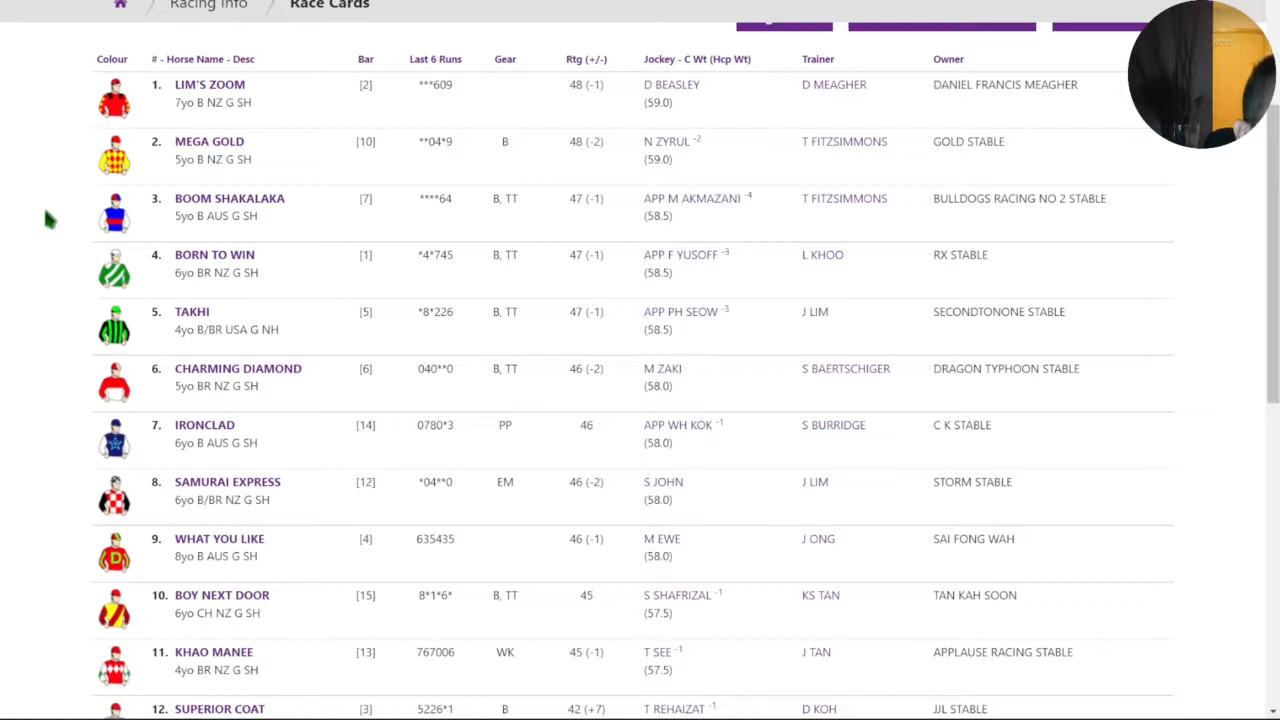 Racing Info / Race Cards
Colour # - Horse Name - Desc Bar Last 6 Runs Gear Rtg (+/-) Jockey - C Wt (Hcp Wt) Trainer Owner
1. LIM'S ZOOM [2] ***609 48 (-1) D BEASLEY D MEAGHER DANIEL FRANCIS MEAGHER
7yo B NZ G SH (59.0)
2. MEGA GOLD [10] **04*9 B 48 (-2) N ZYRUL -2 T FITZSIMMONS GOLD STABLE
5yo B NZ G SH (59.0)
3. BOOM SHAKALAKA [7] ****64 B, TT 47 (-1) APP M AKMAZANI -4 T FITZSIMMONS BULLDOGS RACING NO 2 STABLE
5yo B AUS G SH (58.5)
4. BORN TO WIN [1] *4*745 B, TT 47 (-1) APP F YUSOFF -3 L KHOO RX STABLE
6yo BR NZ G SH (58.5)
5. TAKHI [5] *8*226 B, TT 47 (-1) APP PH SEOW -3 J LIM SECONDTONONE STABLE
4yo B/BR USA G NH (58.5)
6. CHARMING DIAMOND [6] 040**0 B, TT 46 (-2) M ZAKI S BAERTSCHIGER DRAGON TYPHOON STABLE
5yo BR NZ G SH (58.0)
7. IRONCLAD [14] 0780*3 PP 46 APP WH KOK -1 S BURRIDGE C K STABLE
6yo B AUS G SH (58.0)
8. SAMURAI EXPRESS [12] *04**0 EM 46 (-2) S JOHN J LIM STORM STABLE
6yo B/BR NZ G SH (58.0)
9. WHAT YOU LIKE [4] 635435 46 (-1) M EWE J ONG SAI FONG WAH
8yo B AUS G SH (58.0)
10. BOY NEXT DOOR [15] 8*1*6* B, TT 45 S SHAFRIZAL -1 KS TAN TAN KAH SOON
6yo CH NZ G SH (57.5)
11. KHAO MANEE [13] 767006 WK 45 (-1) T SEE -1 J TAN APPLAUSE RACING STABLE
4yo BR NZ G SH (57.5)
12. SUPERIOR COAT [3] 5226*1 B 42 (+7) T REHAIZAT -1 D KOH JJL STABLE